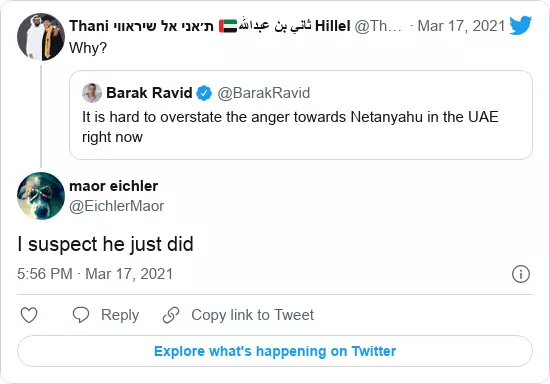 Thani ת׳אני אל שיראווי 🇦🇪ثاني بن عبدالله Hillel @Th… · Mar 17, 2021
Why?
Barak Ravid @BarakRavid
It is hard to overstate the anger towards Netanyahu in the UAE
right now
maor eichler
@EichlerMaor
I suspect he just did
5:56 PM · Mar 17, 2021
Reply
Copy link to Tweet
Explore what's happening on Twitter